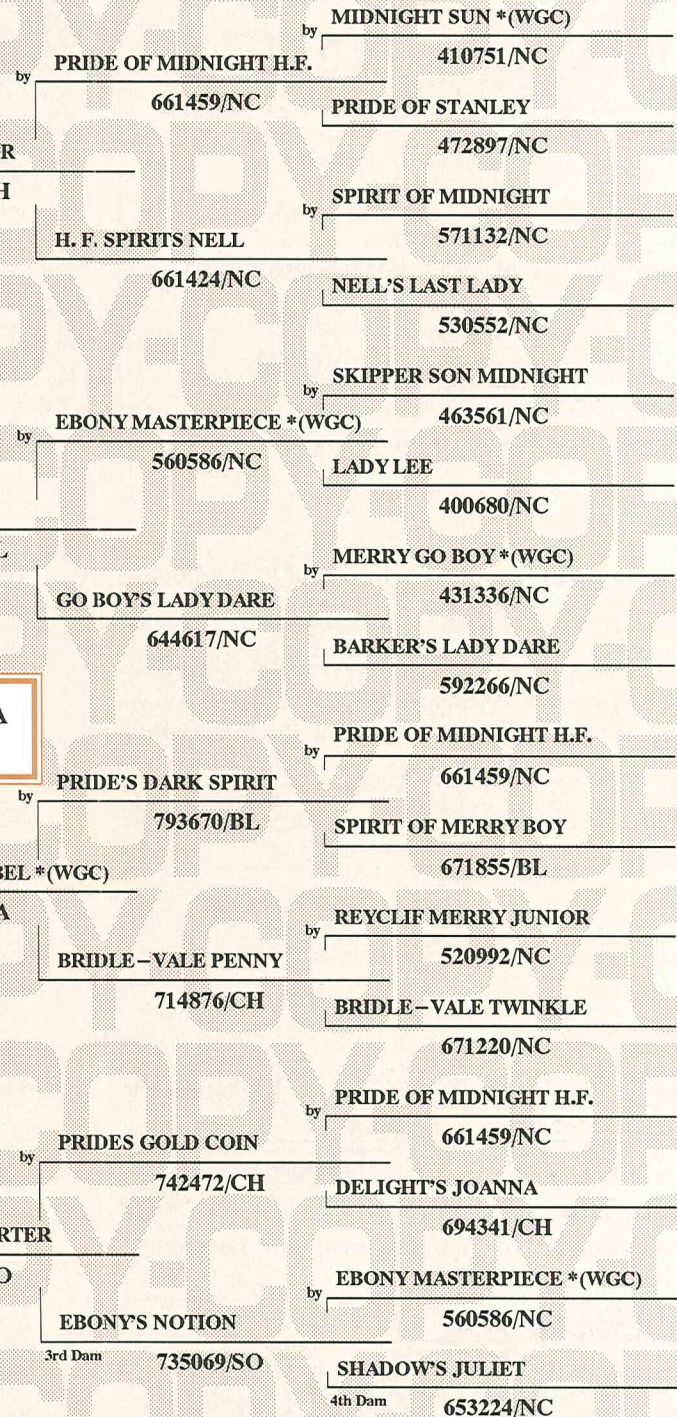 by MIDNIGHT SUN *(WGC)
410751/NC
by PRIDE OF MIDNIGHT H.F.
661459/NC
PRIDE OF STANLEY
472897/NC
R
H
by SPIRIT OF MIDNIGHT
571132/NC
H. F. SPIRITS NELL
661424/NC
NELL'S LAST LADY
530552/NC
by SKIPPER SON MIDNIGHT
463561/NC
by EBONY MASTERPIECE *(WGC)
560586/NC
LADY LEE
400680/NC
L
by MERRY GO BOY *(WGC)
431336/NC
GO BOY'S LADY DARE
644617/NC
BARKER'S LADY DARE
592266/NC
A
by PRIDE OF MIDNIGHT H.F.
661459/NC
by PRIDE'S DARK SPIRIT
793670/BL
SPIRIT OF MERRY BOY
671855/BL
BEL *(WGC)
A
by REYCLIF MERRY JUNIOR
520992/NC
BRIDLE-VALE PENNY
714876/CH
BRIDLE-VALE TWINKLE
671220/NC
by PRIDE OF MIDNIGHT H.F.
661459/NC
by PRIDES GOLD COIN
742472/CH
DELIGHT'S JOANNA
694341/CH
RTER
O
by EBONY MASTERPIECE *(WGC)
560586/NC
EBONY'S NOTION
3rd Dam 735069/SO
SHADOW'S JULIET
4th Dam 653224/NC